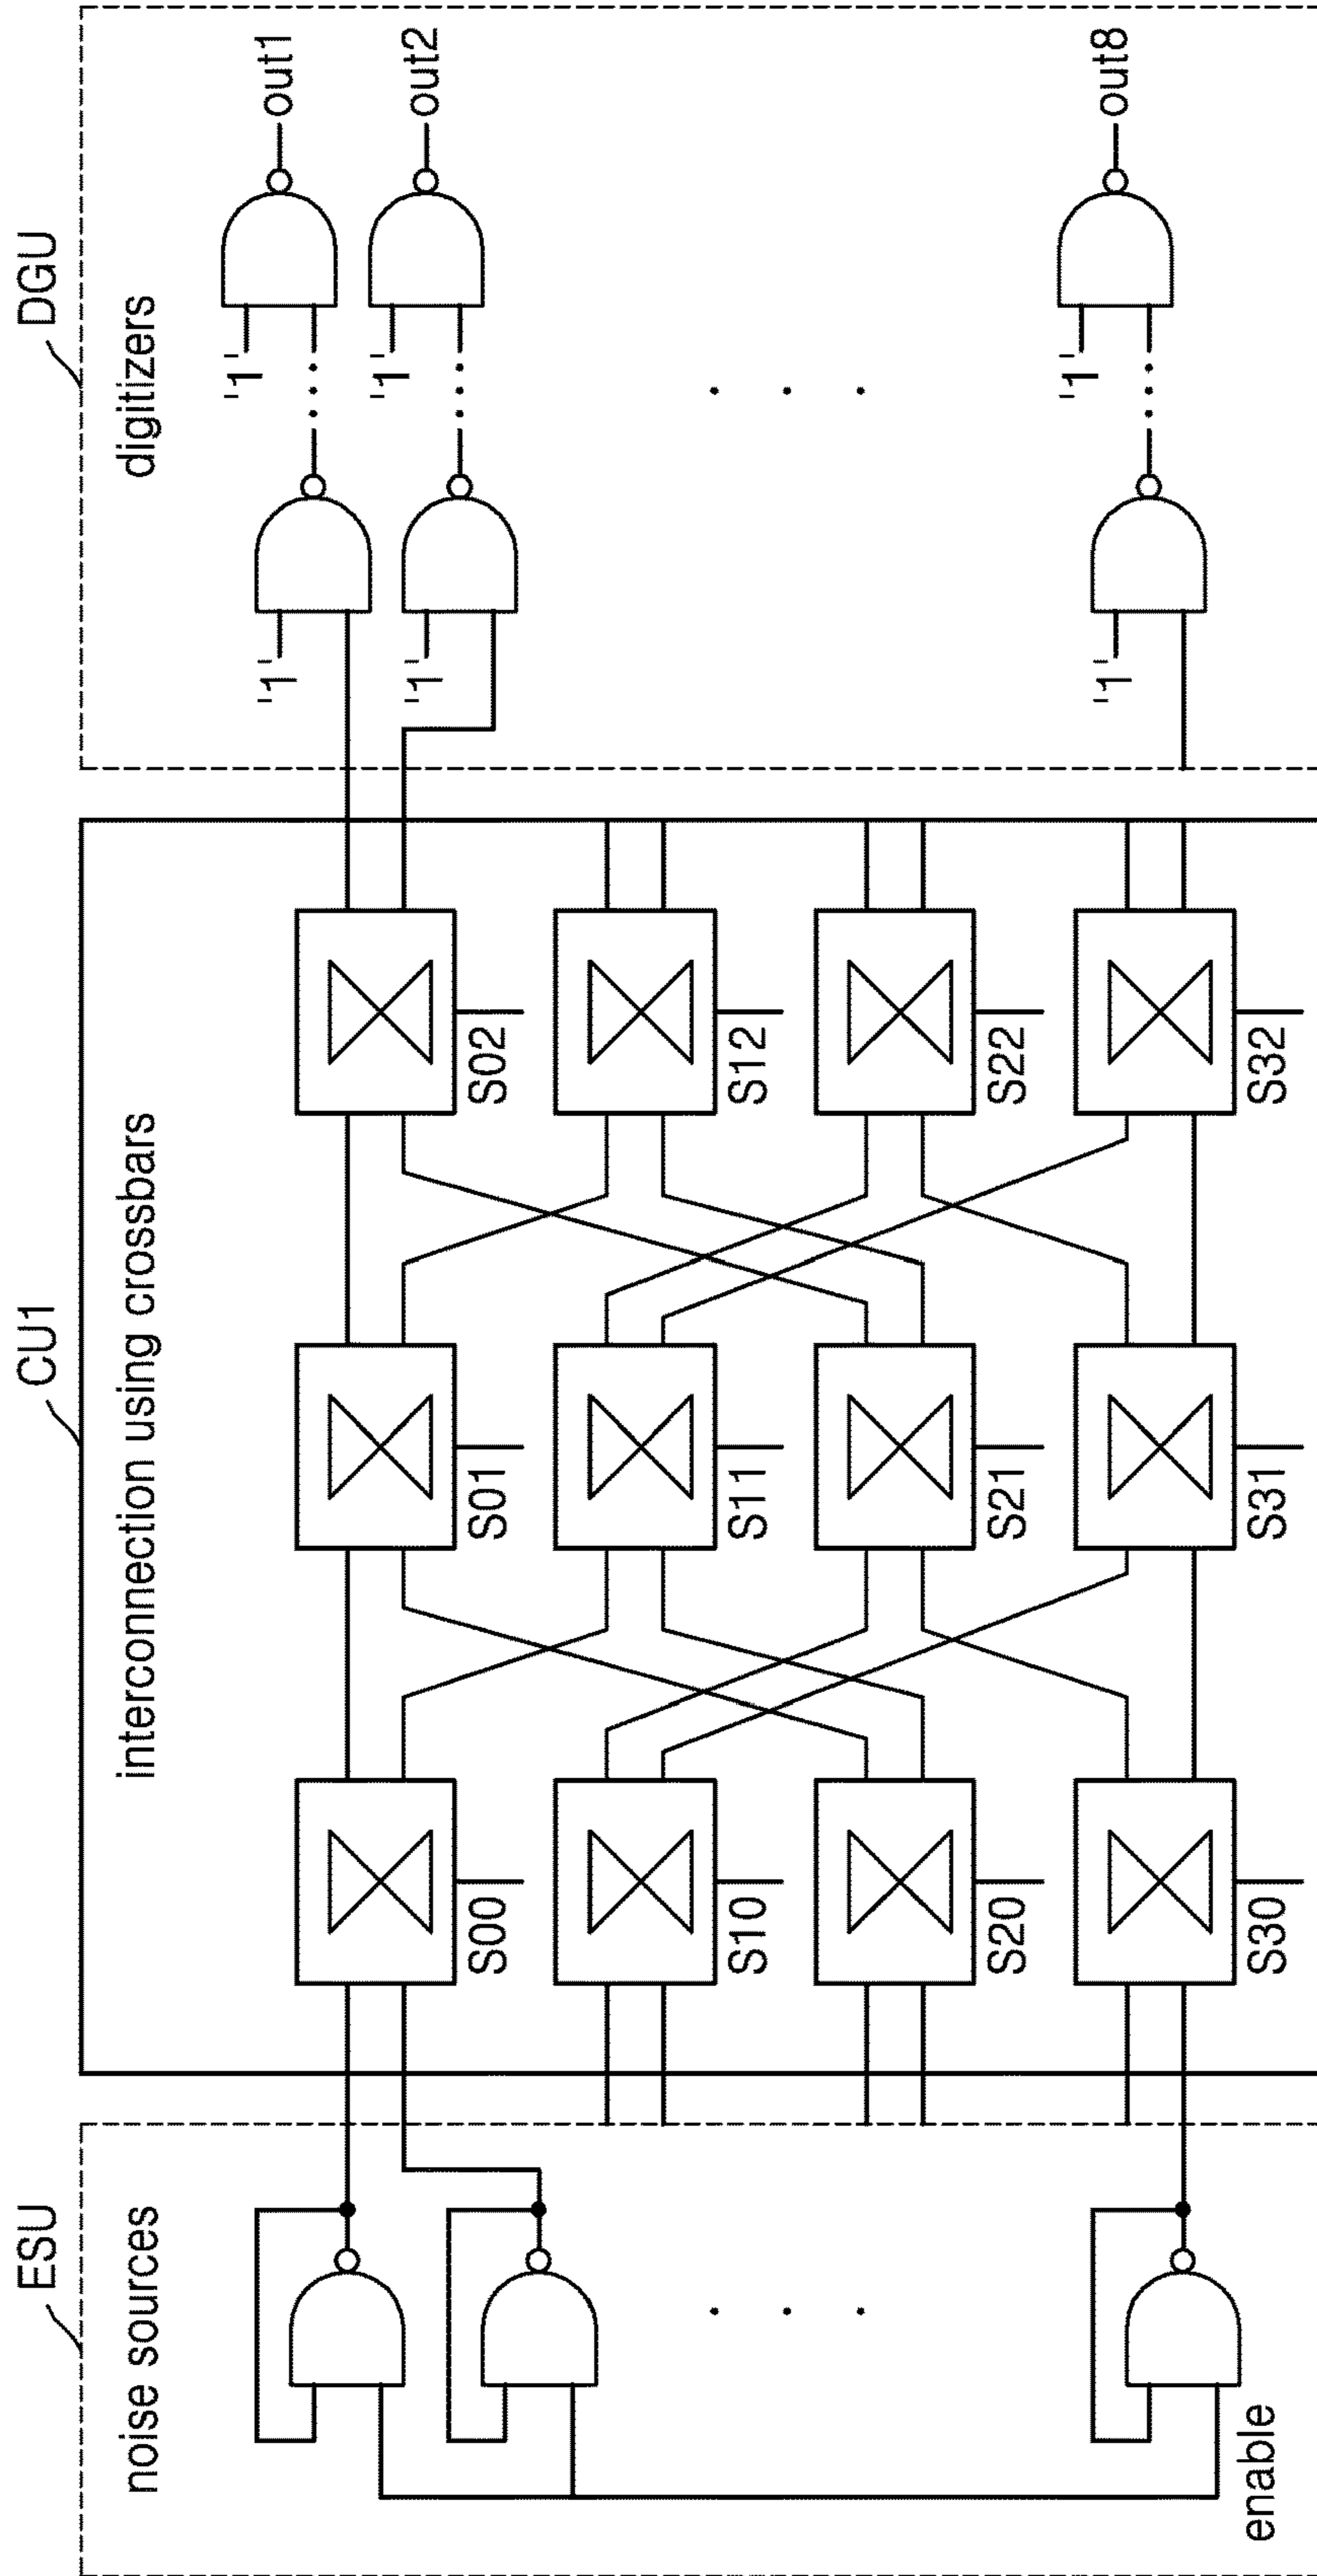 ESU
CU1
DGU
noise sources
interconnection using crossbars
digitizers
'1'
'1'
out1
'1'
'1'
out2
S00
S01
S02
S10
S11
S12
S20
S21
S22
'1'
'1'
out8
S30
S31
S32
enable